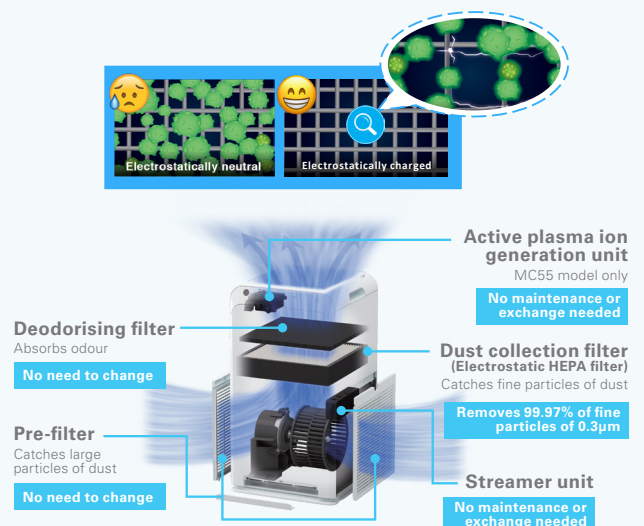 Electrostatically neutral
Electrostatically charged
Active plasma ion
generation unit
MC55 model only
No maintenance or
exchange needed
Deodorising filter
Absorbs odour
No need to change
Dust collection filter
(Electrostatic HEPA filter)
Catches fine particles of dust
Removes 99.97% of fine
particles of 0.3μm
Pre-filter
Catches large
particles of dust
No need to change
Streamer unit
No maintenance or
exchange needed